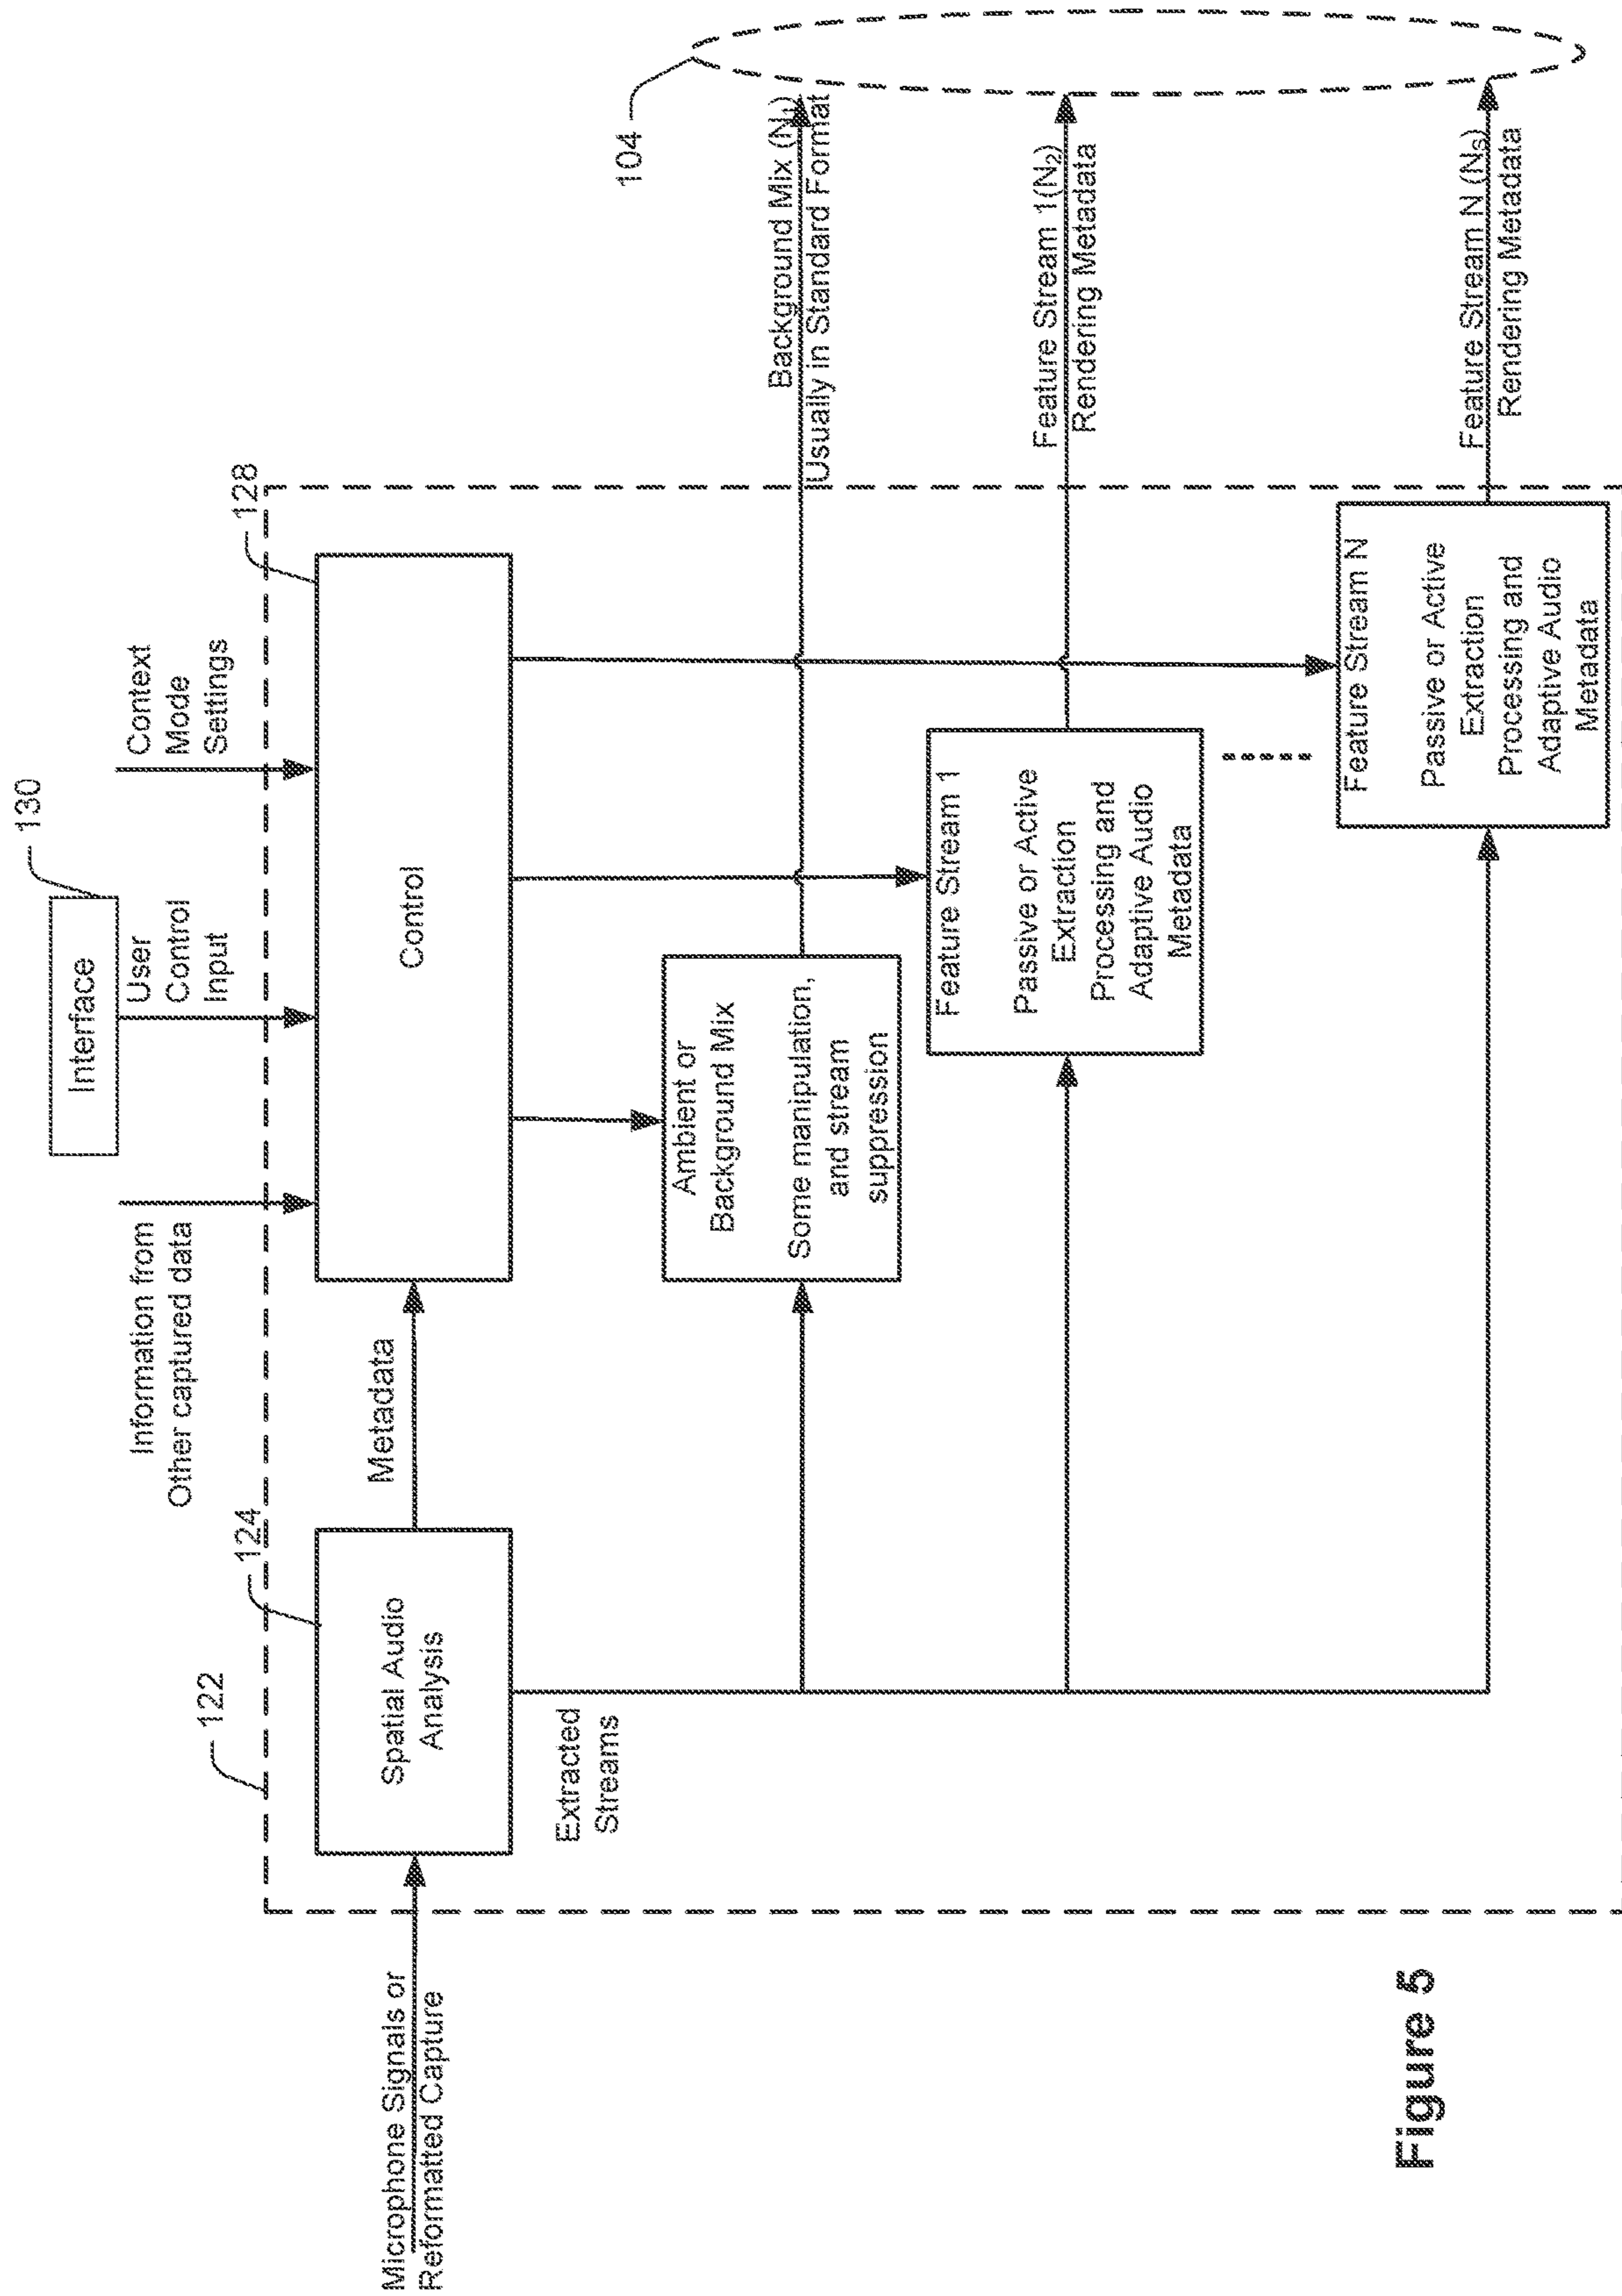 130
Interface
Information from
Other captured data
User
Control
Input
Context
Mode
Settings
122
124
128
104
Microphone Signals or
Reformatted Capture
Spatial Audio
Analysis
Metadata
Control
Extracted
Streams
Ambient or
Background Mix
Some manipulation,
and stream
suppression
Background Mix (N₁)
Usually in Standard Format
Feature Stream 1
Passive or Active
Extraction
Processing and
Adaptive Audio
Metadata
Feature Stream 1(N₂)
Rendering Metadata
Feature Stream N
Passive or Active
Extraction
Processing and
Adaptive Audio
Metadata
Feature Stream N (N₃)
Rendering Metadata
Figure 5